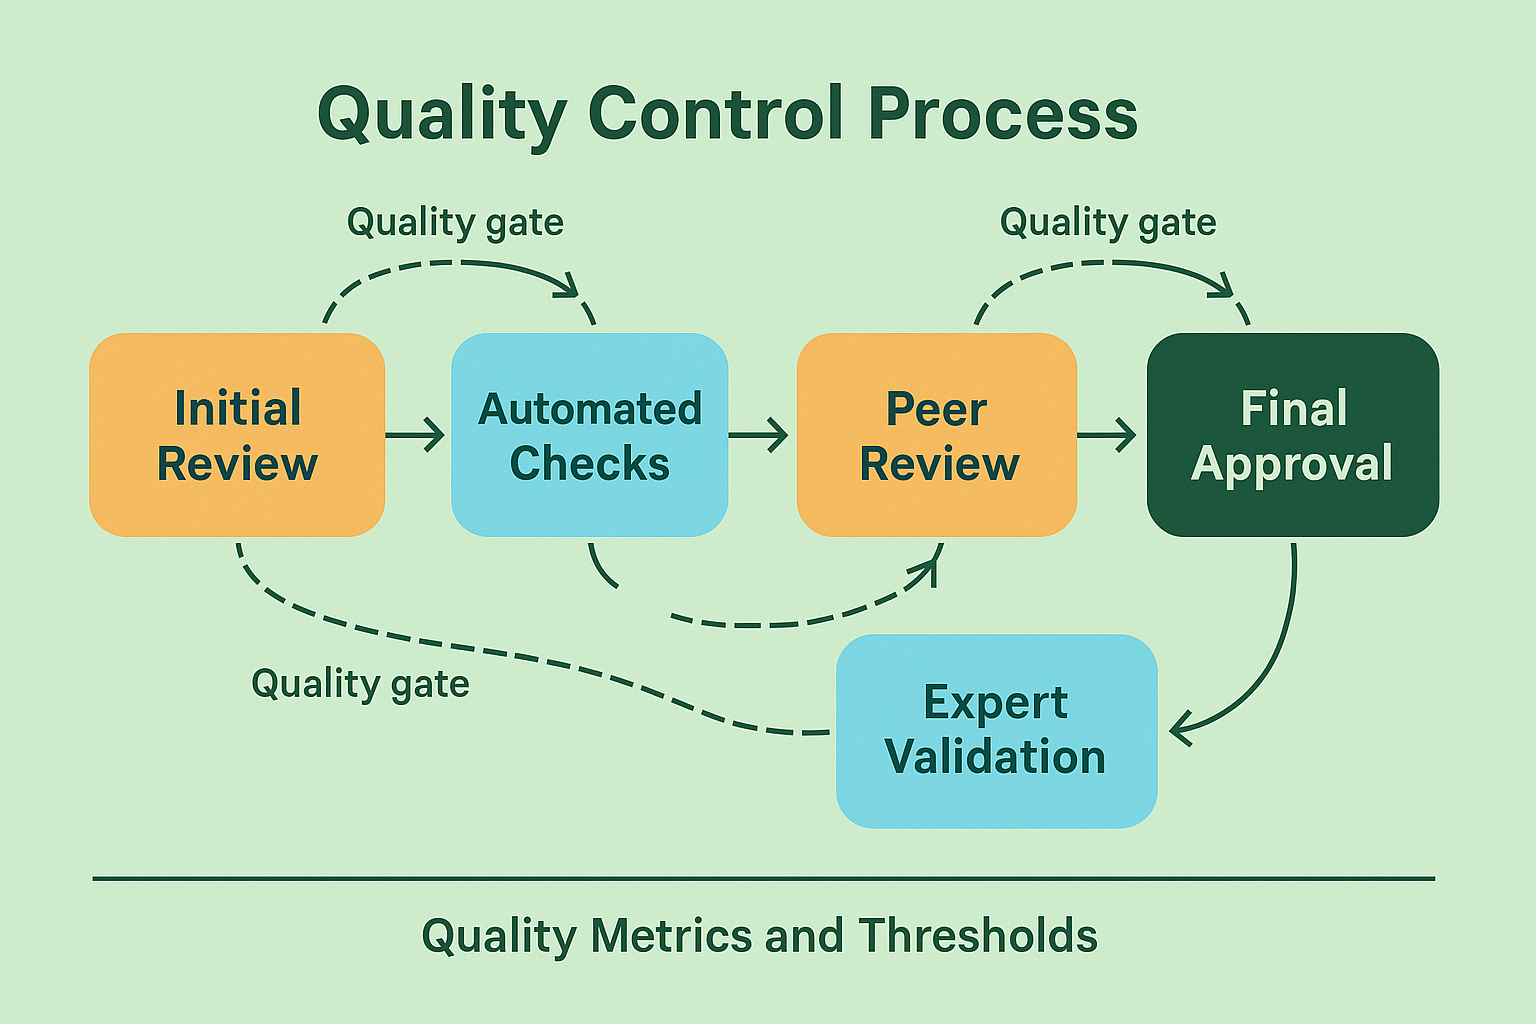 Quality Control Process
Quality gate
Quality gate
Initial
Review
Automated
Checks
Peer
Review
Final
Approval
Quality gate
Expert
Validation
Quality Metrics and Thresholds